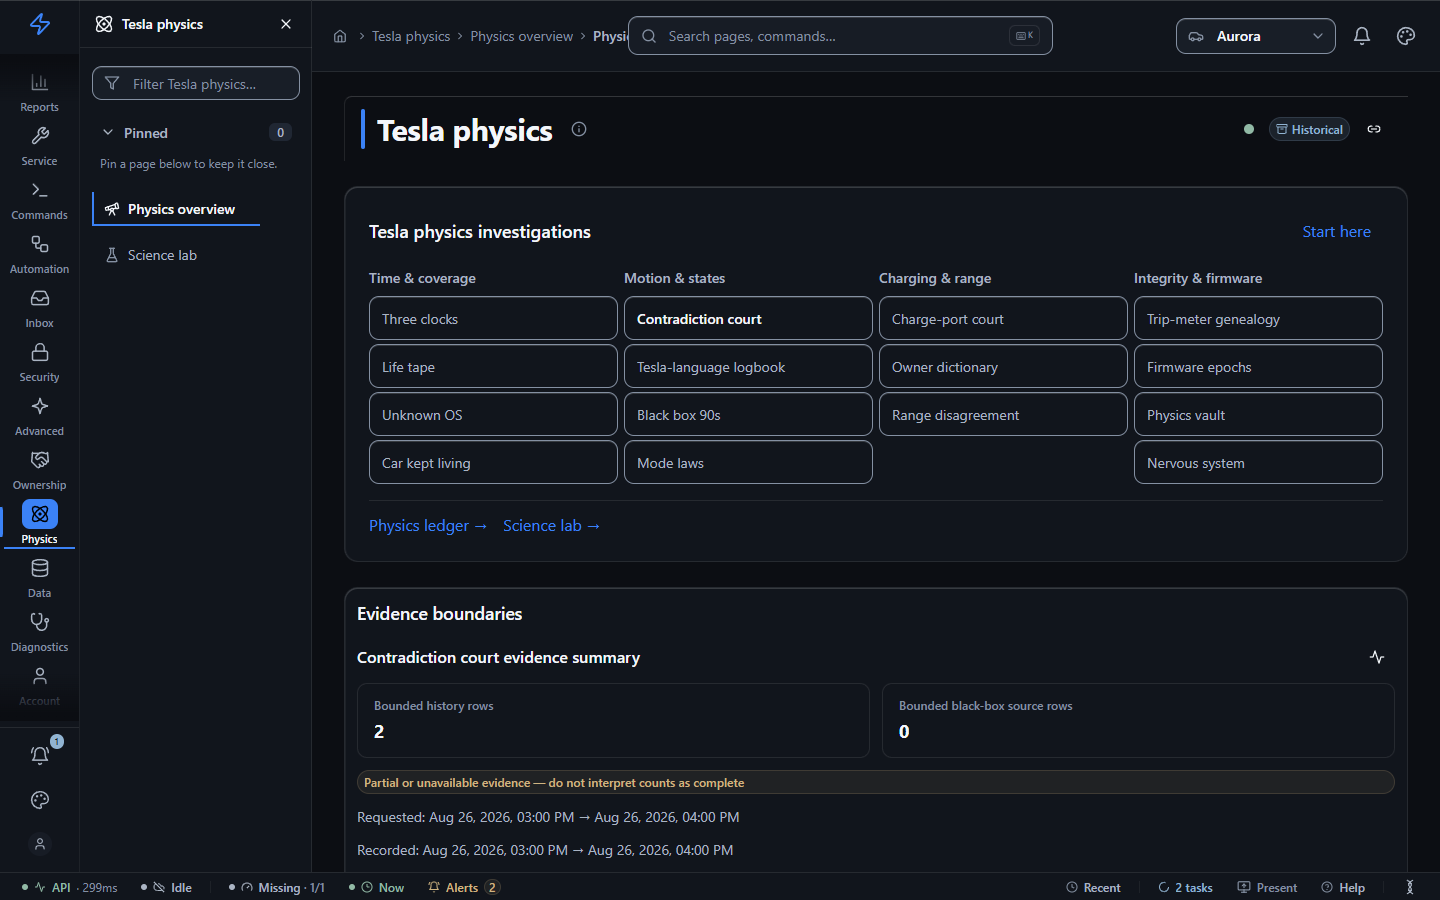 Tesla physics
Filter Tesla physics...
Pinned
0
Pin a page below to keep it close.
Physics overview
Science lab
Reports
Service
Commands
Automation
Inbox
Security
Advanced
Ownership
Physics
Data
Diagnostics
Account
1
Tesla physics
Physics overview
Search pages, commands...
K
Aurora
Tesla physics
Historical
Tesla physics investigations
Start here
Time & coverage
Three clocks
Life tape
Unknown OS
Car kept living
Motion & states
Contradiction court
Tesla-language logbook
Black box 90s
Mode laws
Charging & range
Charge-port court
Owner dictionary
Range disagreement
Integrity & firmware
Trip-meter genealogy
Firmware epochs
Physics vault
Nervous system
Physics ledger →
Science lab →
Evidence boundaries
Contradiction court evidence summary
Bounded history rows
2
Bounded black-box source rows
0
Partial or unavailable evidence — do not interpret counts as complete
Requested: Aug 26, 2026, 03:00 PM → Aug 26, 2026, 04:00 PM
Recorded: Aug 26, 2026, 03:00 PM → Aug 26, 2026, 04:00 PM
API · 299ms
Idle
Missing · 1/1
Now
Alerts 2
Recent
2 tasks
Present
Help